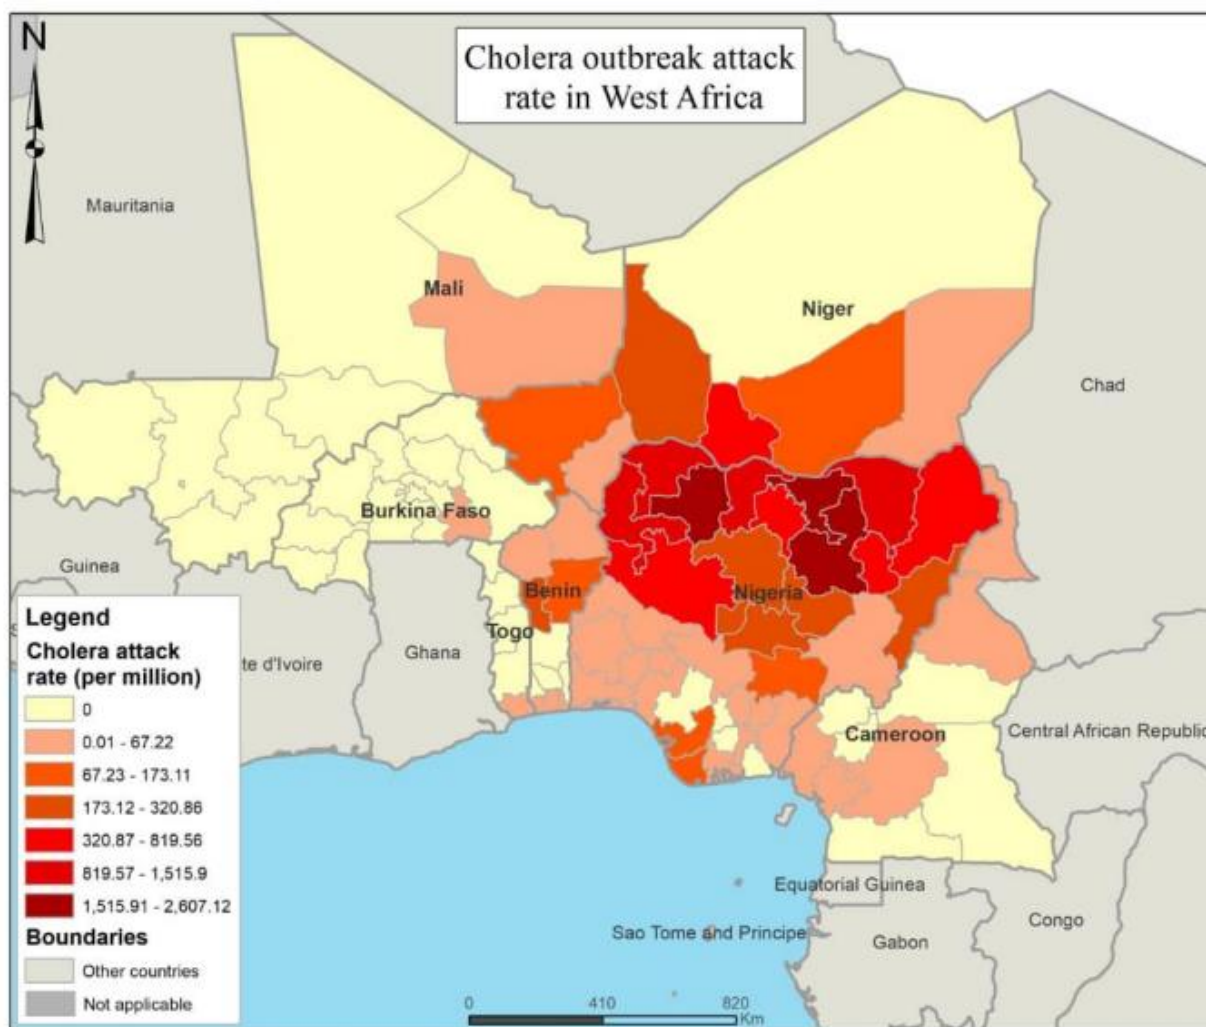 N
Cholera outbreak attack
rate in West Africa
Mauritania
Mali
Niger
Chad
Burkina Faso
Guinea
Benin
Nigeria
Togo
Ghana
te d'Ivoire
Cameroon
Central African Republic
Equatorial Guinea
Sao Tome and Principe
Gabon
Congo
Legend
Cholera attack
rate (per million)
0
0.01 - 67.22
67.23 - 173.11
173.12 - 320.86
320.87 - 819.56
819.57 - 1,515.9
1,515.91 - 2,607.12
Boundaries
Other countries
Not applicable
0 410 820
Km